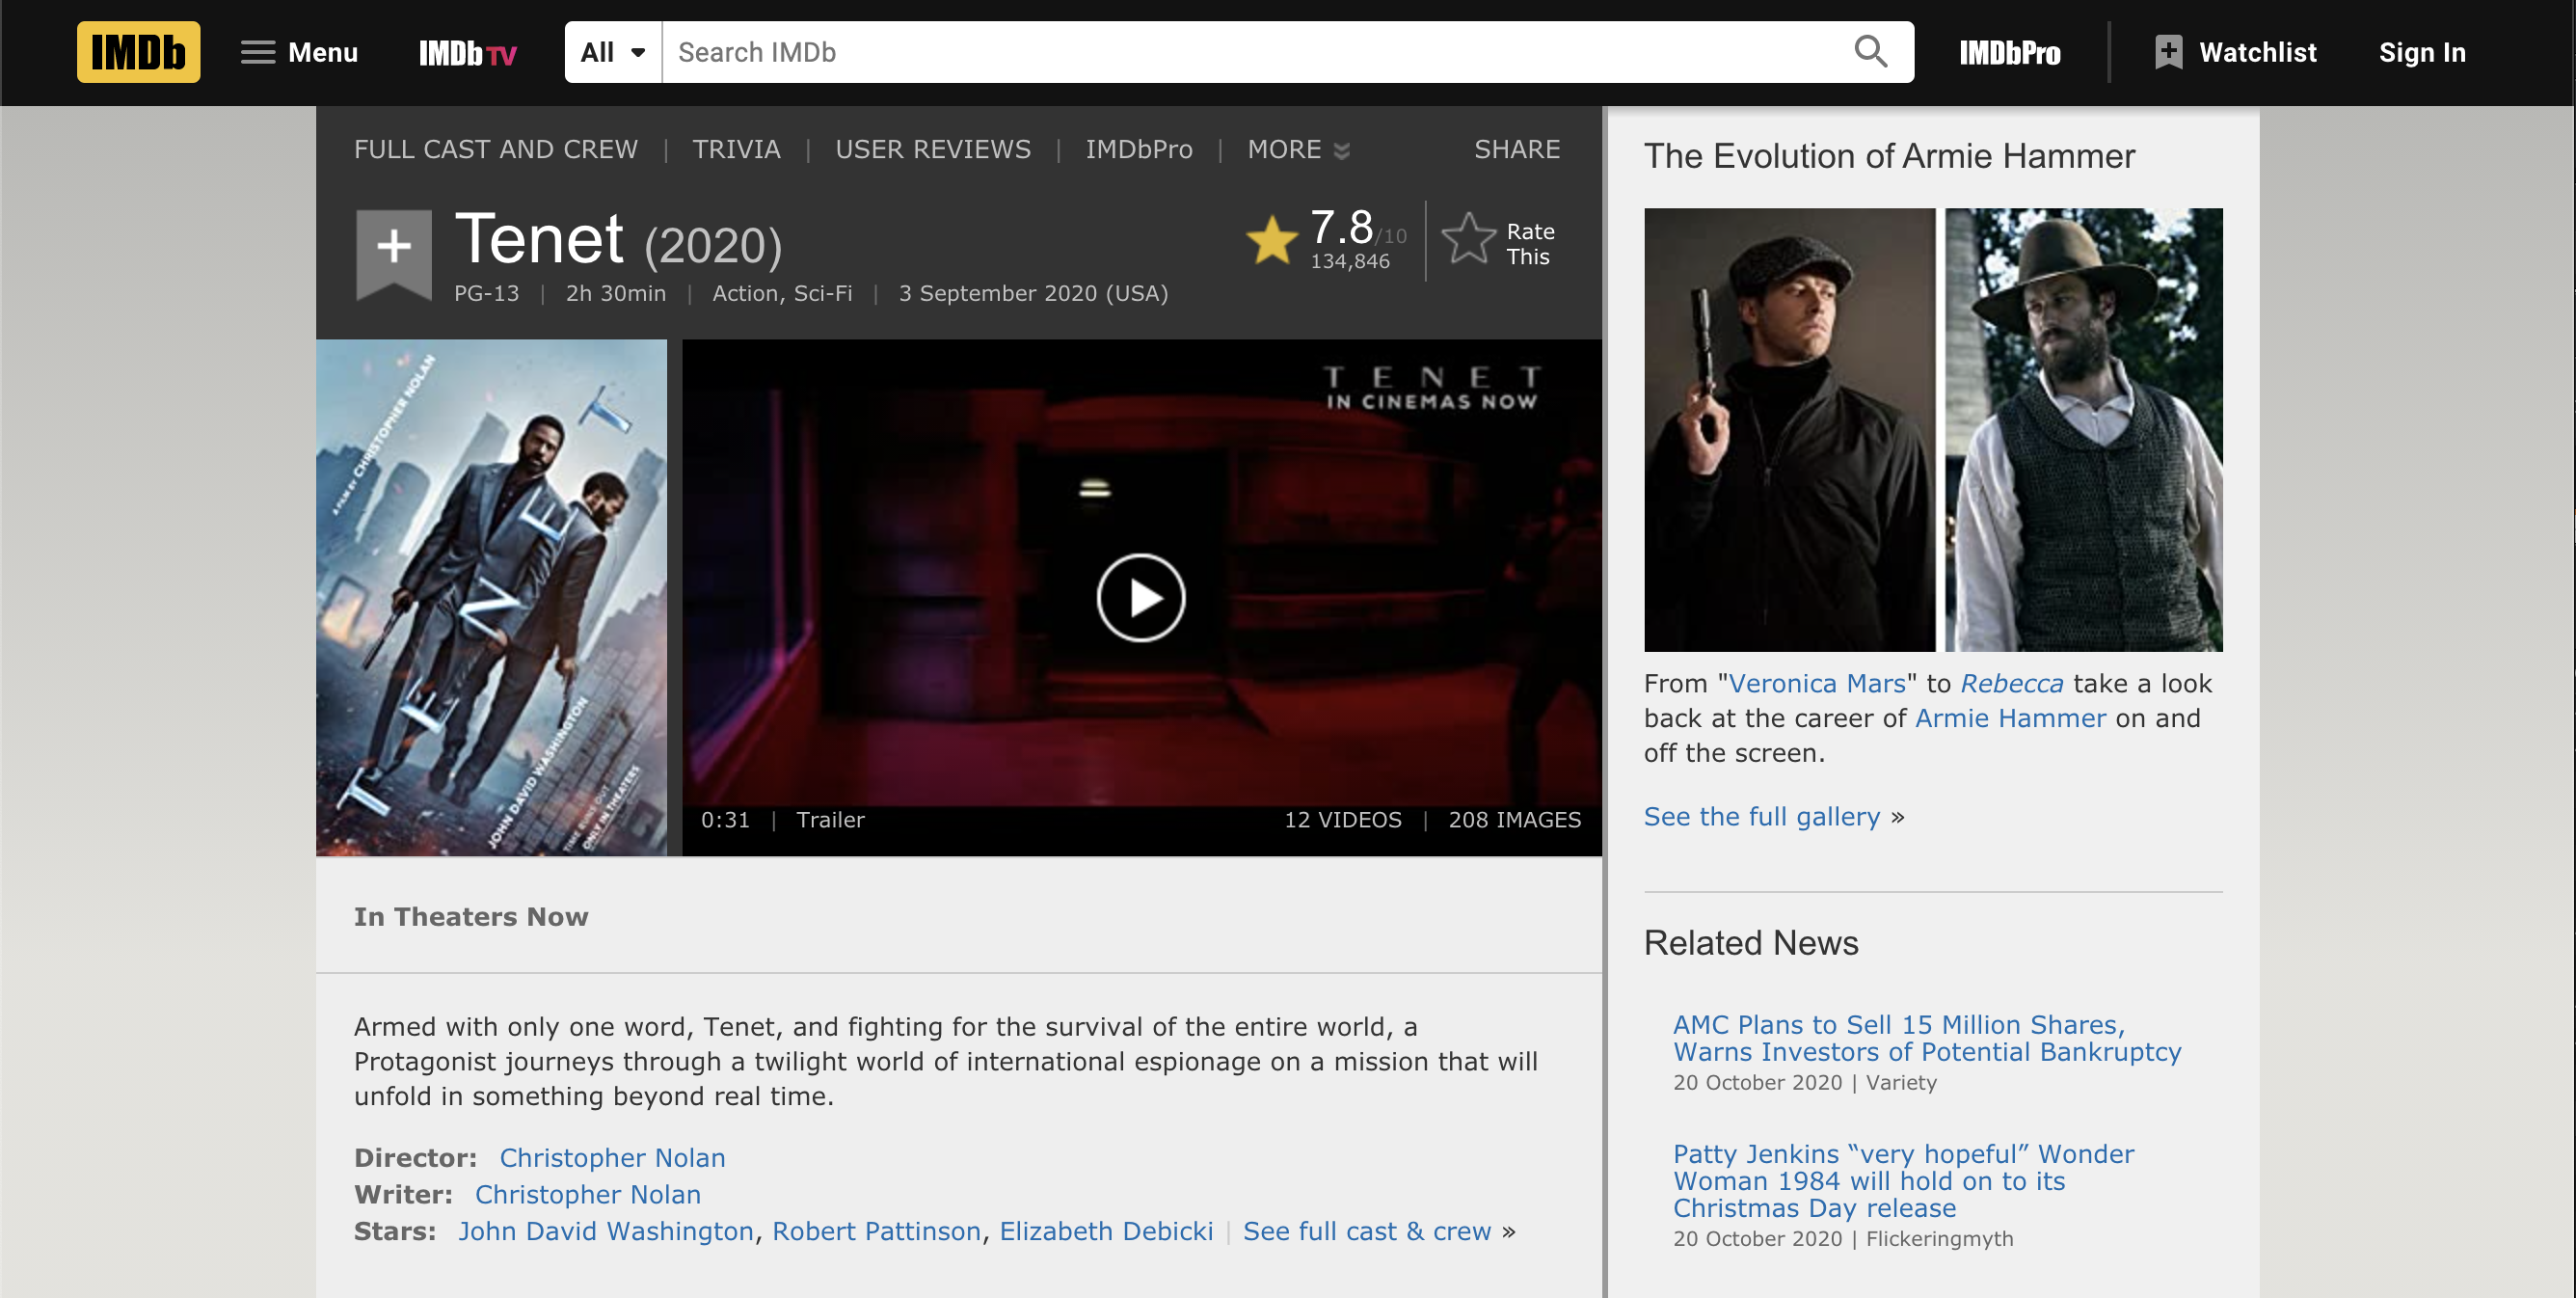 IMDb
Menu
IMDb TV
All
Search IMDb
IMDbPro
Watchlist
Sign In
FULL CAST AND CREW | TRIVIA | USER REVIEWS | IMDbPro | MORE
SHARE
+ Tenet (2020)
7.8/10
134,846
Rate
This
PG-13 | 2h 30min | Action, Sci-Fi | 3 September 2020 (USA)
A FILM BY CHRISTOPHER NOLAN
TENET
JOHN DAVID WASHINGTON
TIME RUNS OUT
ONLY IN THEATERS
TENET
IN CINEMAS NOW
0:31 | Trailer
12 VIDEOS | 208 IMAGES
In Theaters Now
Armed with only one word, Tenet, and fighting for the survival of the entire world, a
Protagonist journeys through a twilight world of international espionage on a mission that will
unfold in something beyond real time.
Director: Christopher Nolan
Writer: Christopher Nolan
Stars: John David Washington, Robert Pattinson, Elizabeth Debicki | See full cast & crew »
The Evolution of Armie Hammer
From "Veronica Mars" to Rebecca take a look
back at the career of Armie Hammer on and
off the screen.
See the full gallery »
Related News
AMC Plans to Sell 15 Million Shares,
Warns Investors of Potential Bankruptcy
20 October 2020 | Variety
Patty Jenkins “very hopeful” Wonder
Woman 1984 will hold on to its
Christmas Day release
20 October 2020 | Flickeringmyth